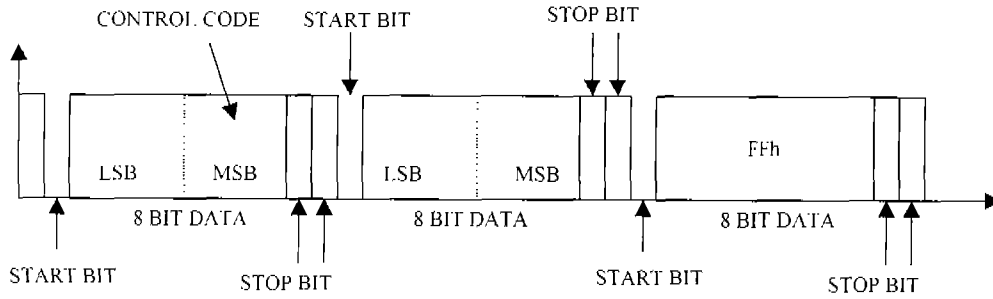 CONTROL CODE
START BIT
STOP BIT
LSB
MSB
LSB
MSB
FFh
8 BIT DATA
8 BIT DATA
8 BIT DATA
START BIT
STOP BIT
START BIT
STOP BIT